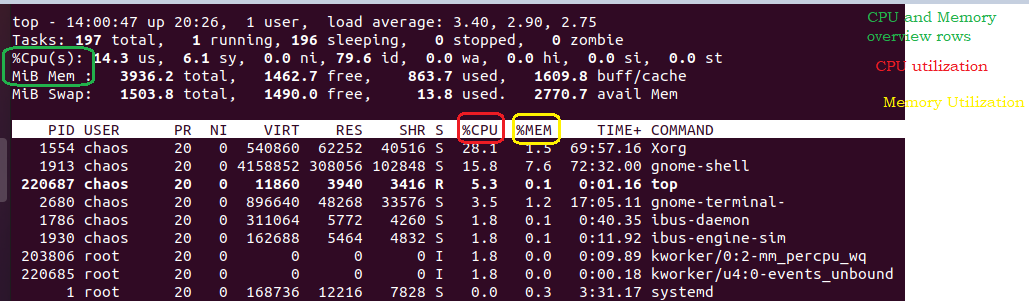 top - 14:00:47 up 20:26, 1 user, load average: 3.40, 2.90, 2.75
Tasks: 197 total, 1 running, 196 sleeping, 0 stopped, 0 zombie
%Cpu(s): 14.3 us, 6.1 sy, 0.0 ni, 79.6 id, 0.0 wa, 0.0 hi, 0.0 si, 0.0 st
MiB Mem : 3936.2 total, 1462.7 free, 863.7 used, 1609.8 buff/cache
MiB Swap: 1503.8 total, 1490.0 free, 13.8 used. 2770.7 avail Mem
CPU and Memory
overview rows
CPU utilization
Memory Utilization
PID USER PR NI VIRT RES SHR S %CPU %MEM TIME+ COMMAND
1554 chaos 20 0 540860 62252 40516 S 28.1 1.5 69:57.16 Xorg
1913 chaos 20 0 4158852 308056 102848 S 15.8 7.6 72:32.00 gnome-shell
220687 chaos 20 0 11860 3940 3416 R 5.3 0.1 0:01.16 top
2680 chaos 20 0 896640 48268 33576 S 3.5 1.2 17:05.11 gnome-terminal-
1786 chaos 20 0 311064 5772 4260 S 1.8 0.1 0:40.35 ibus-daemon
1930 chaos 20 0 162688 5464 4832 S 1.8 0.1 0:11.92 ibus-engine-sim
203806 root 20 0 0 0 0 I 1.8 0.0 0:09.89 kworker/0:2-mm_percpu_wq
220685 root 20 0 0 0 0 I 1.8 0.0 0:00.18 kworker/u4:0-events_unbound
1 root 20 0 168736 12216 7828 S 0.0 0.3 3:31.17 systemd